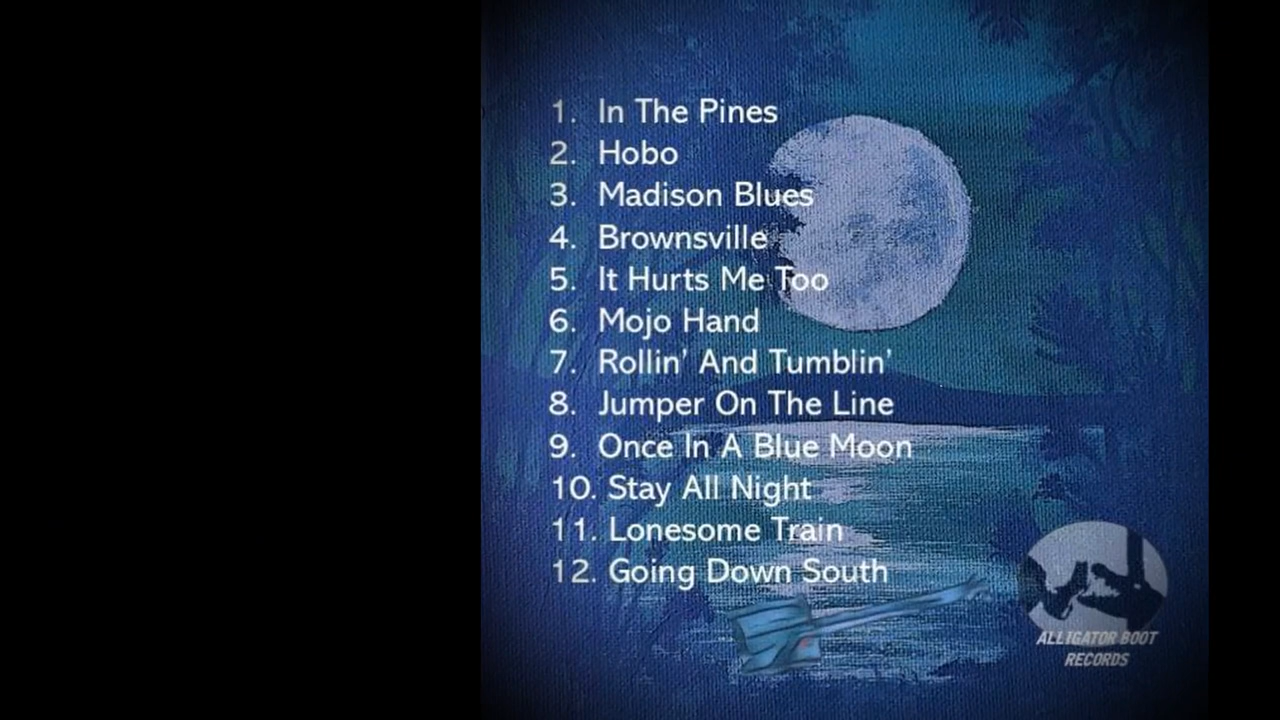 1. In The Pines
2. Hobo
3. Madison Blues
4. Brownsville
5. It Hurts Me Too
6. Mojo Hand
7. Rollin' And Tumblin'
8. Jumper On The Line
9. Once In A Blue Moon
10. Stay All Night
11. Lonesome Train
12. Going Down South
ALLIGATOR BOOT
RECORDS